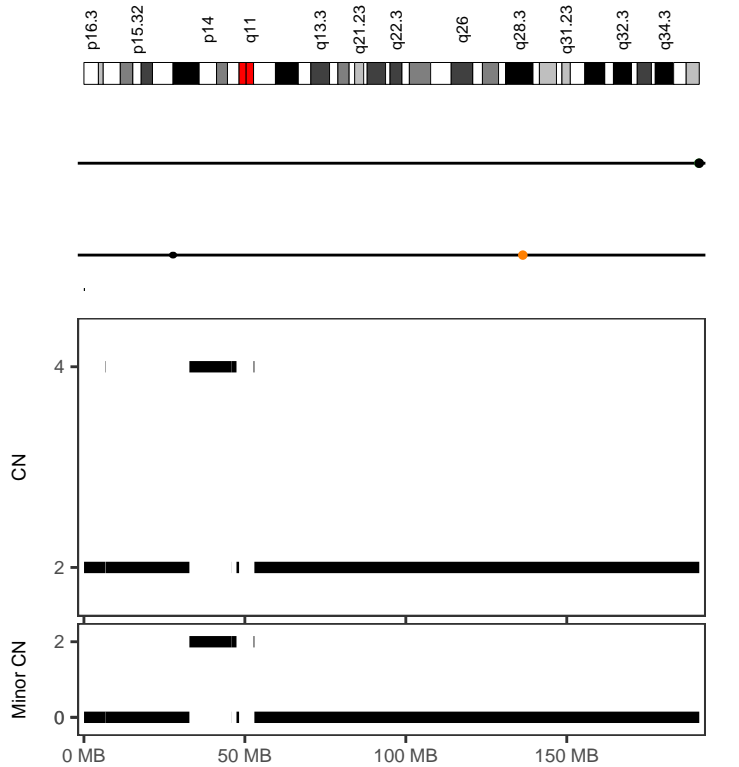 p16.3
p15.32
p14
q11
q13.3
q21.23
q22.3
q26
q28.3
q31.23
q32.3
q34.3
CN
4
2
Minor CN
2
0
0 MB
50 MB
100 MB
150 MB